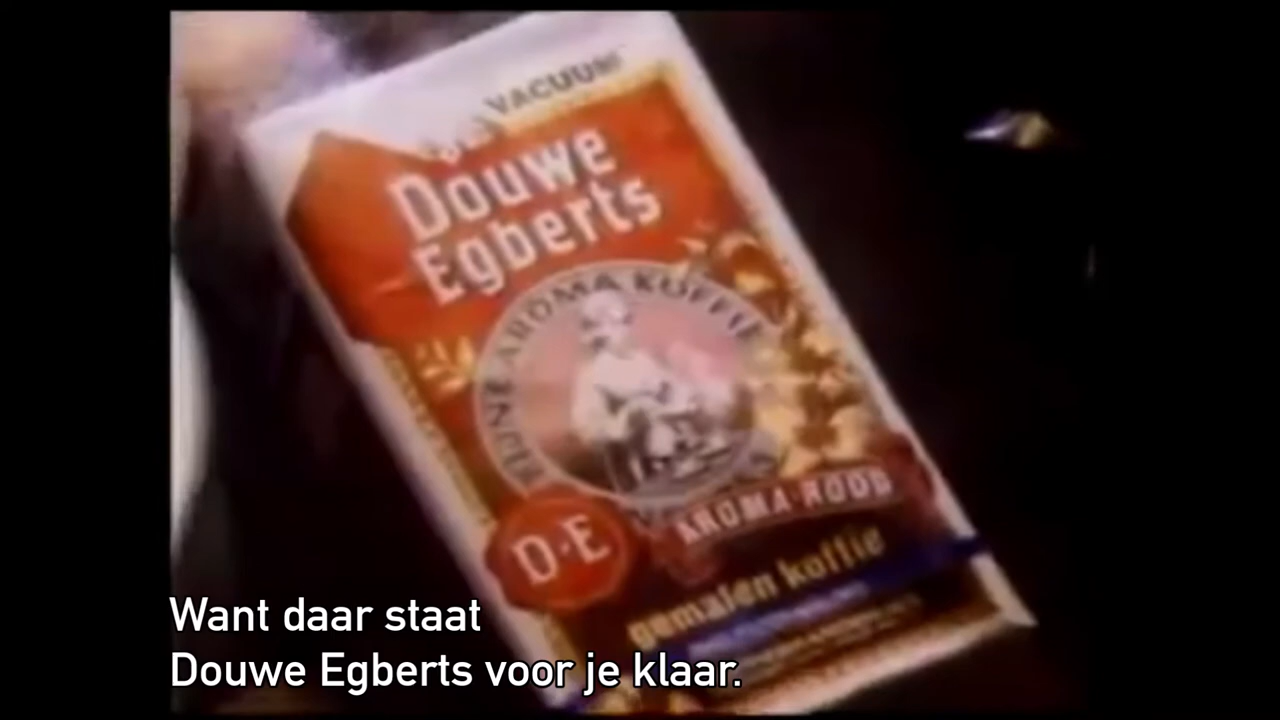 VACUUM
Douwe
Egberts
FIJNE AROMA KOFFIE
AROMA ROOD
D·E
gemalen koffie
Want daar staat
Douwe Egberts voor je klaar.